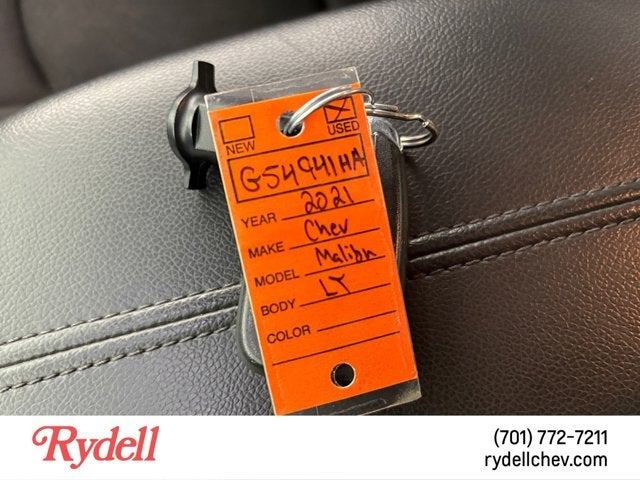 NEW USED
G54941HA
YEAR 2021
MAKE Chev
MODEL Malibu
BODY LT
COLOR
Rydell
(701) 772-7211
rydellchev.com